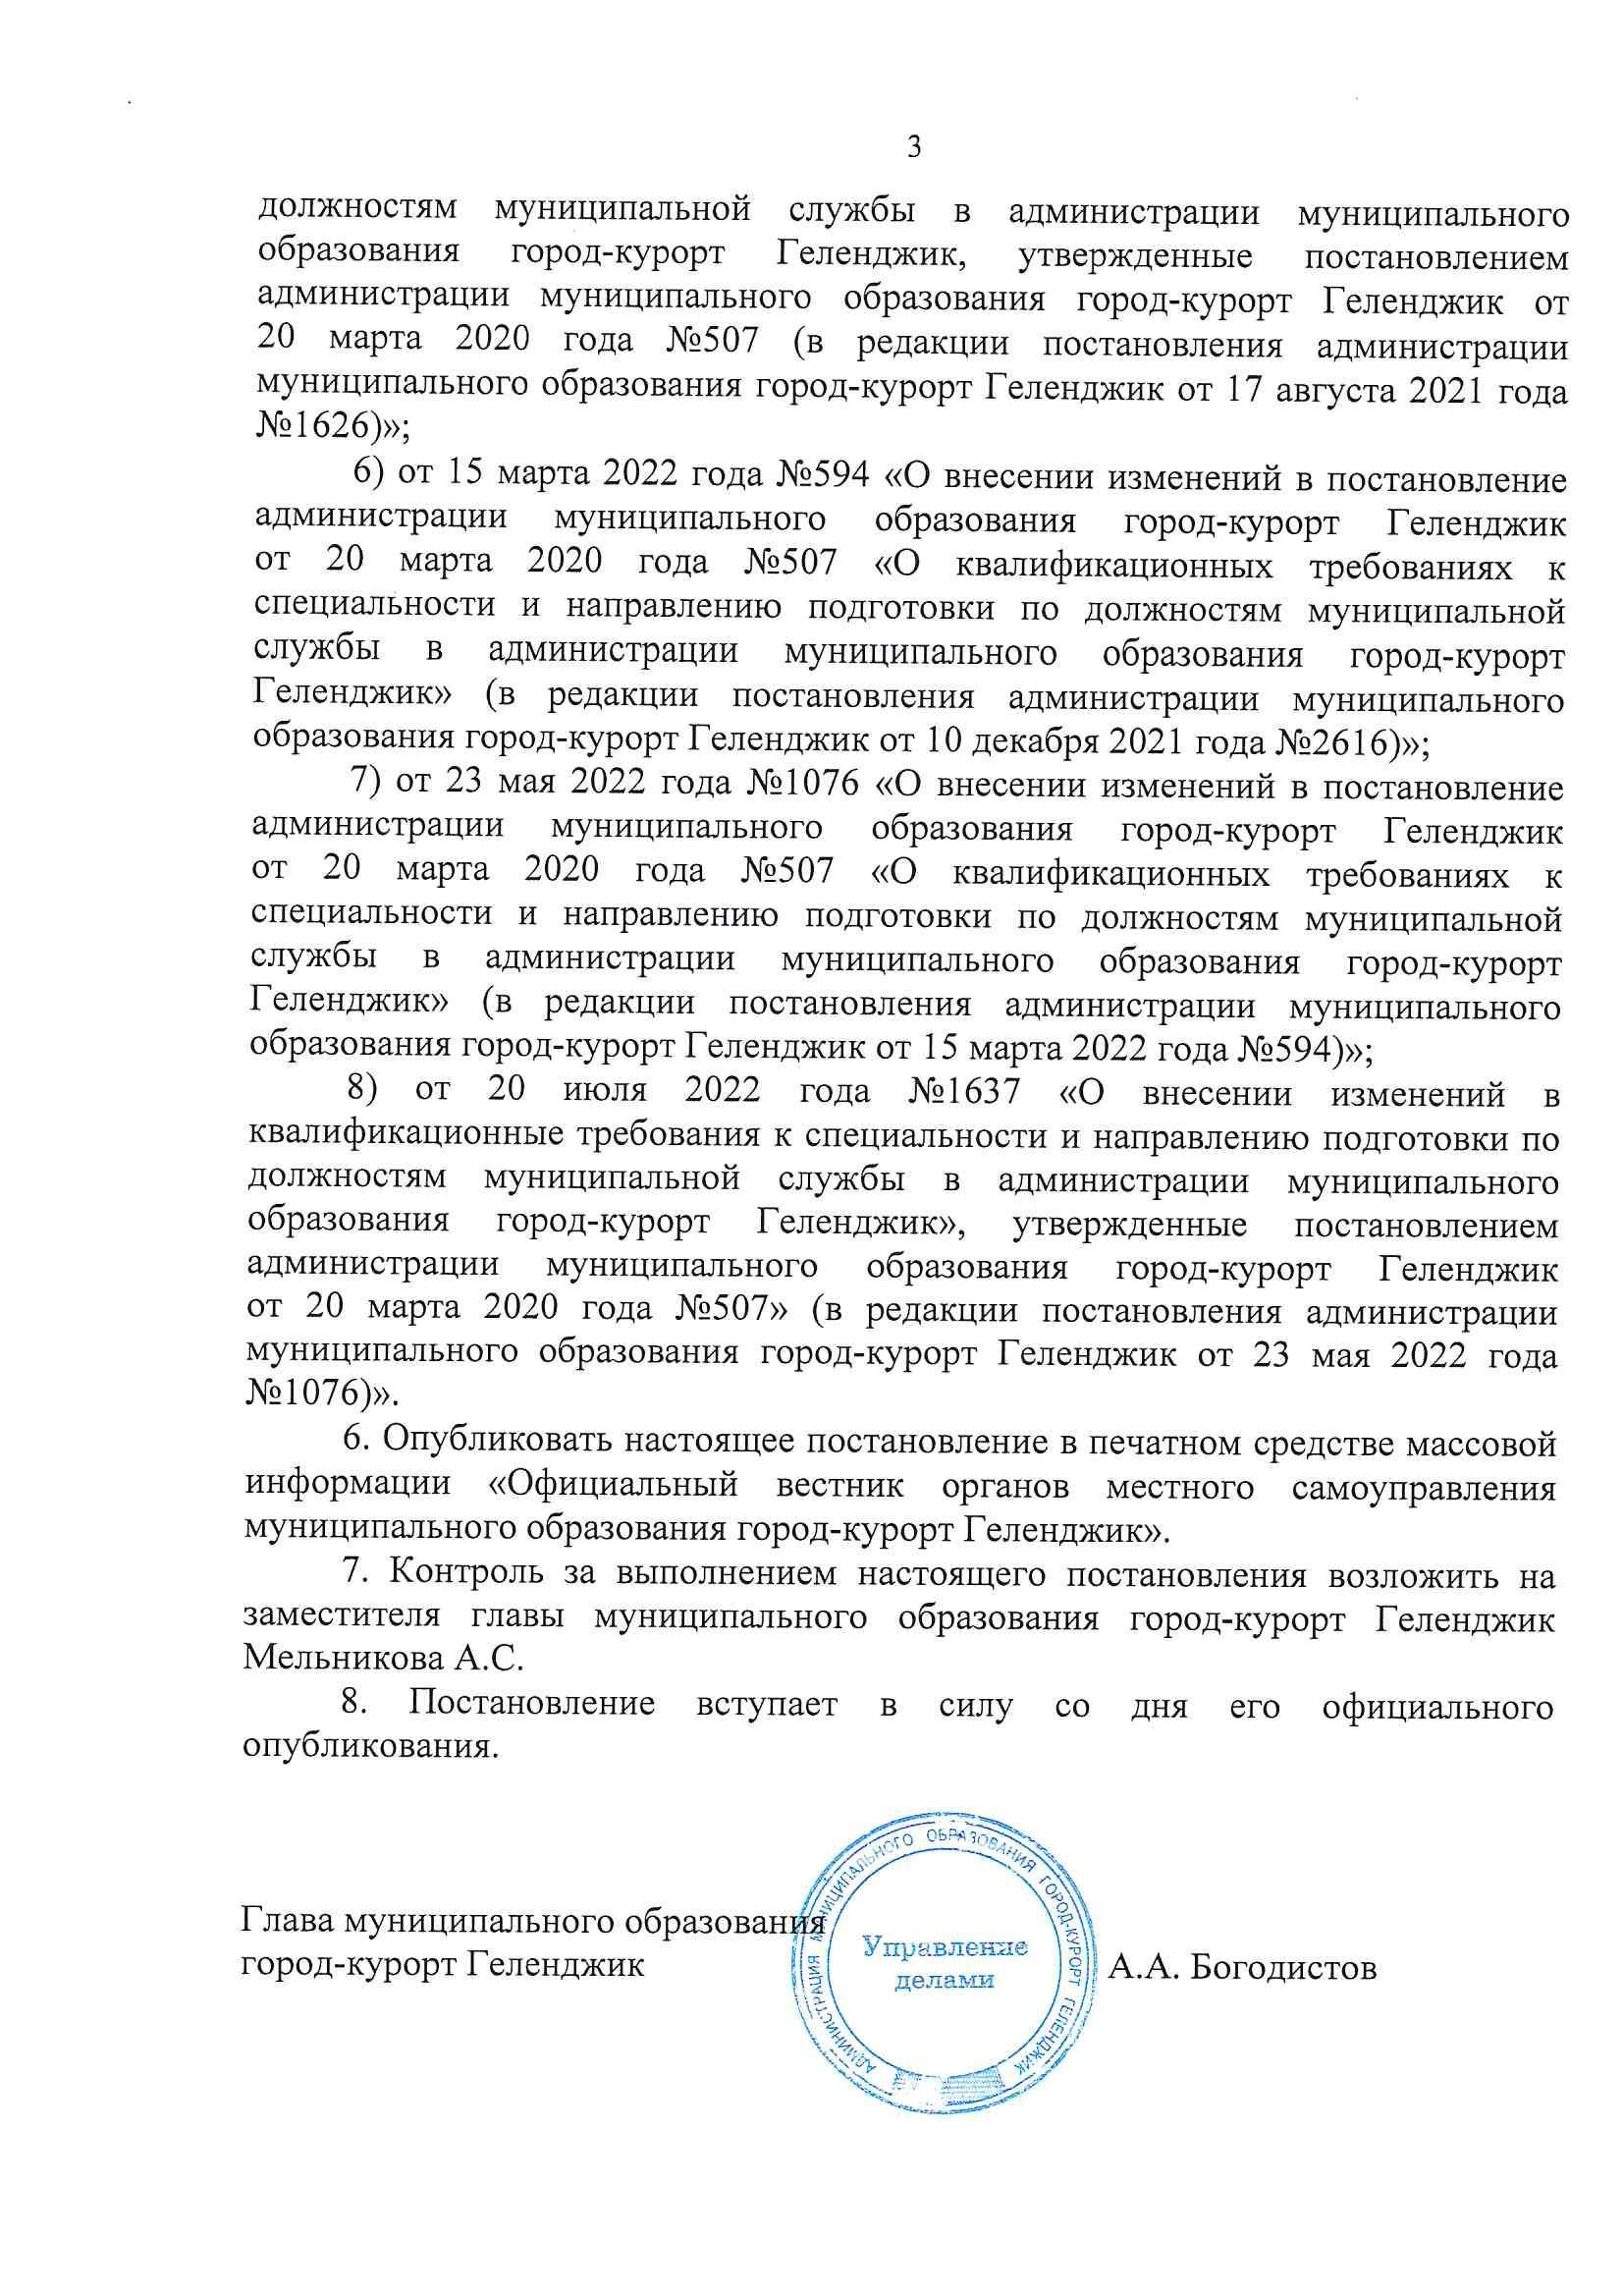 3
должностям муниципальной службы в администрации муниципального
образования город-курорт Геленджик, утвержденные постановлением
администрации муниципального образования город-курорт Геленджик от
20 марта 2020 года №507 (в редакции постановления администрации
муниципального образования город-курорт Геленджик от 17 августа 2021 года
№1626)»;
6) от 15 марта 2022 года №594 «О внесении изменений в постановление
администрации муниципального образования город-курорт Геленджик
от 20 марта 2020 года №507 «О квалификационных требованиях к
специальности и направлению подготовки по должностям муниципальной
службы в администрации муниципального образования город-курорт
Геленджик» (в редакции постановления администрации муниципального
образования город-курорт Геленджик от 10 декабря 2021 года №2616)»;
7) от 23 мая 2022 года №1076 «О внесении изменений в постановление
администрации муниципального образования город-курорт Геленджик
от 20 марта 2020 года №507 «О квалификационных требованиях к
специальности и направлению подготовки по должностям муниципальной
службы в администрации муниципального образования город-курорт
Геленджик» (в редакции постановления администрации муниципального
образования город-курорт Геленджик от 15 марта 2022 года №594)»;
8) от 20 июля 2022 года №1637 «О внесении изменений в
квалификационные требования к специальности и направлению подготовки по
должностям муниципальной службы в администрации муниципального
образования город-курорт Геленджик», утвержденные постановлением
администрации муниципального образования город-курорт Геленджик
от 20 марта 2020 года №507» (в редакции постановления администрации
муниципального образования город-курорт Геленджик от 23 мая 2022 года
№1076)».
6. Опубликовать настоящее постановление в печатном средстве массовой
информации «Официальный вестник органов местного самоуправления
муниципального образования город-курорт Геленджик».
7. Контроль за выполнением настоящего постановления возложить на
заместителя главы муниципального образования город-курорт Геленджик
Мельникова А.С.
8. Постановление вступает в силу со дня его официального
опубликования.
Глава муниципального образования
город-курорт Геленджик
А.А. Богодистов
АДМИНИСТРАЦИЯ МУНИЦИПАЛЬНОГО ОБРАЗОВАНИЯ ГОРОД-КУРОРТ ГЕЛЕНДЖИК
Управление
делами